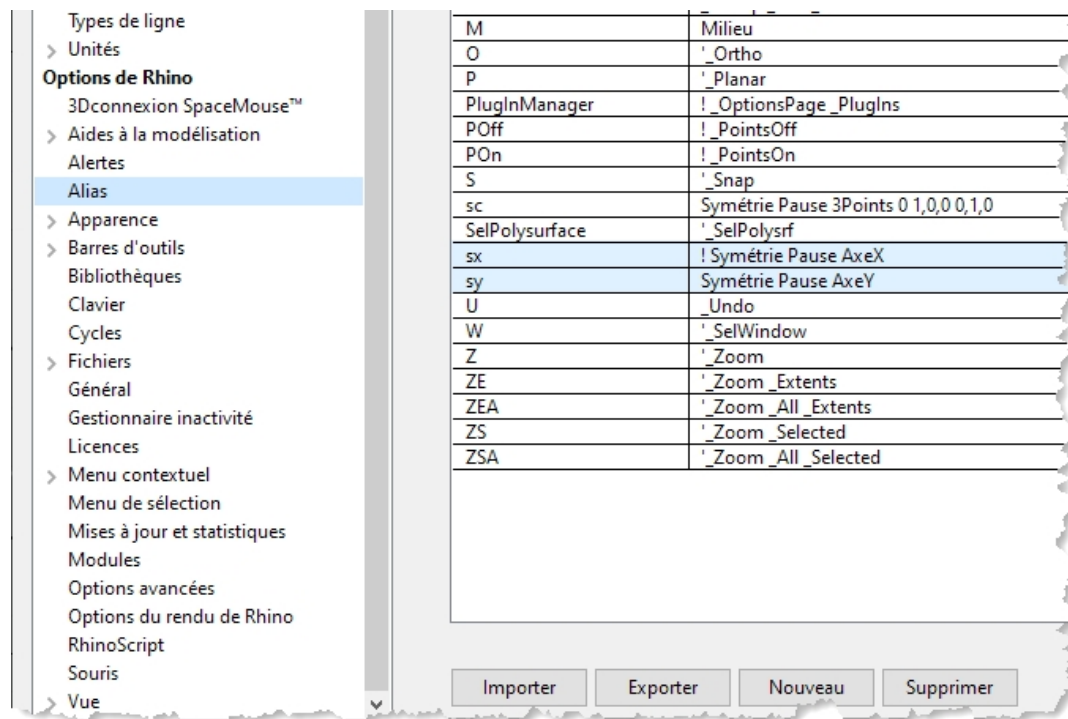 Types de ligne
Unités
Options de Rhino
3Dconnexion SpaceMouse™
Aides à la modélisation
Alertes
Alias
Apparence
Barres d'outils
Bibliothèques
Clavier
Cycles
Fichiers
Général
Gestionnaire inactivité
Licences
Menu contextuel
Menu de sélection
Mises à jour et statistiques
Modules
Options avancées
Options du rendu de Rhino
RhinoScript
Souris
Vue
M Milieu
O '_Ortho
P '_Planar
PlugInManager ! _OptionsPage _PlugIns
POff ! _PointsOff
POn ! _PointsOn
S '_Snap
sc Symétrie Pause 3Points 0 1,0,0 0,1,0
SelPolysurface '_SelPolysrf
sx ! Symétrie Pause AxeX
sy Symétrie Pause AxeY
U _Undo
W '_SelWindow
Z '_Zoom
ZE '_Zoom _Extents
ZEA '_Zoom _All _Extents
ZS '_Zoom _Selected
ZSA '_Zoom _All _Selected
Importer Exporter Nouveau Supprimer